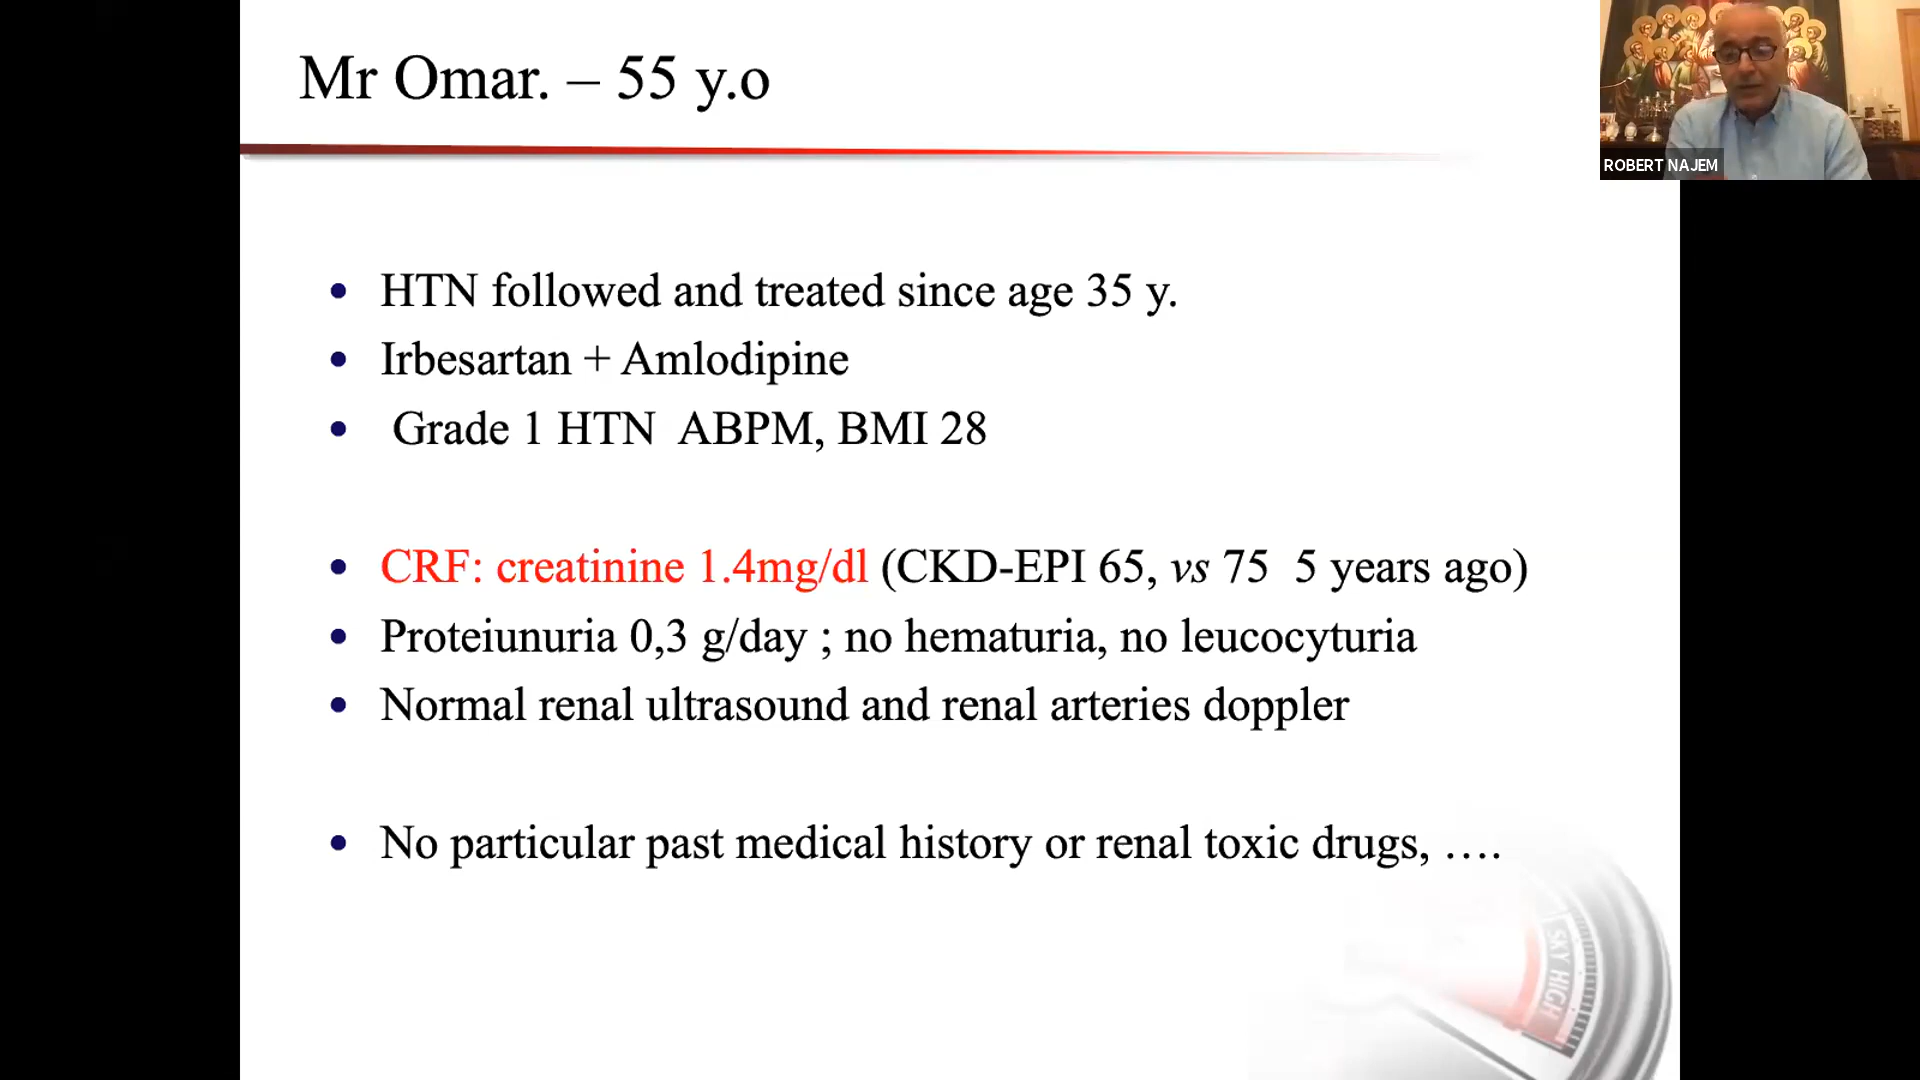 Mr Omar. – 55 y.o
ROBERT NAJEM
• HTN followed and treated since age 35 y.
• Irbesartan + Amlodipine
• Grade 1 HTN ABPM, BMI 28
• CRF: creatinine 1.4mg/dl (CKD-EPI 65, vs 75 5 years ago)
• Proteiunuria 0,3 g/day ; no hematuria, no leucocyturia
• Normal renal ultrasound and renal arteries doppler
• No particular past medical history or renal toxic drugs, ….
SKY HIGH